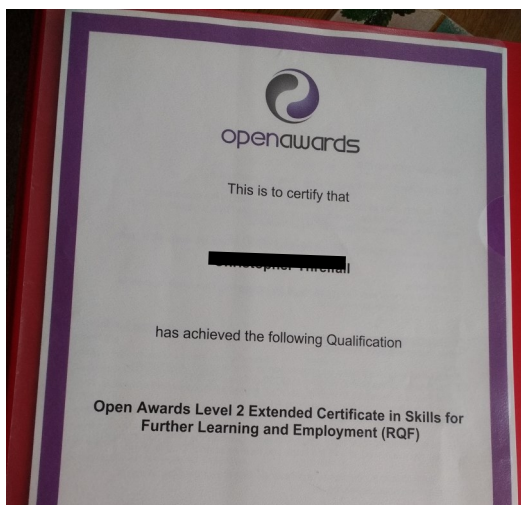 openawards
This is to certify that
has achieved the following Qualification
Open Awards Level 2 Extended Certificate in Skills for
Further Learning and Employment (RQF)